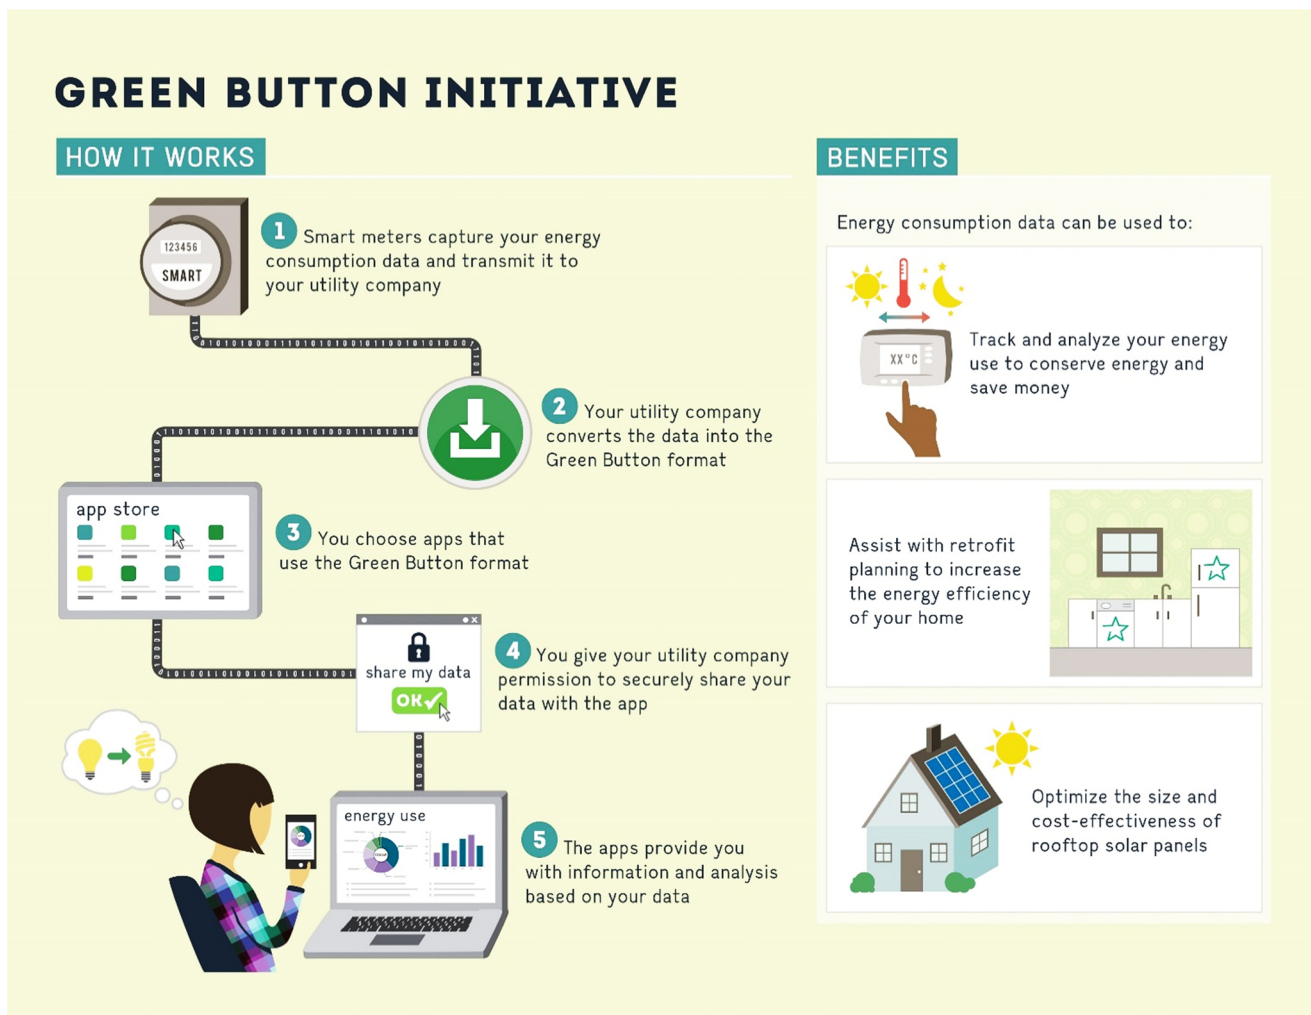 GREEN BUTTON INITIATIVE
HOW IT WORKS
123456
SMART
1 Smart meters capture your energy
consumption data and transmit it to
your utility company
2 Your utility company
converts the data into the
Green Button format
app store
3 You choose apps that
use the Green Button format
share my data
OK
4 You give your utility company
permission to securely share your
data with the app
energy use
5 The apps provide you
with information and analysis
based on your data
BENEFITS
Energy consumption data can be used to:
XX°C
Track and analyze your energy
use to conserve energy and
save money
Assist with retrofit
planning to increase
the energy efficiency
of your home
Optimize the size and
cost-effectiveness of
rooftop solar panels